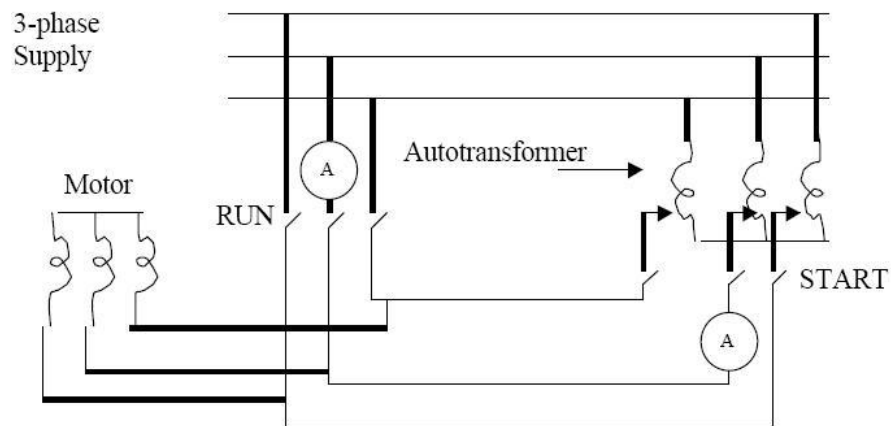 3-phase
Supply
A
Autotransformer
Motor
RUN
START
A